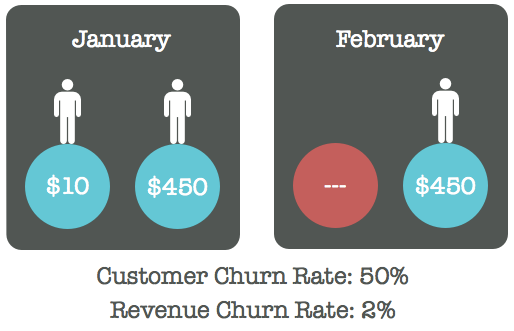 January
February
$10
$450
---
$450
Customer Churn Rate: 50%
Revenue Churn Rate: 2%